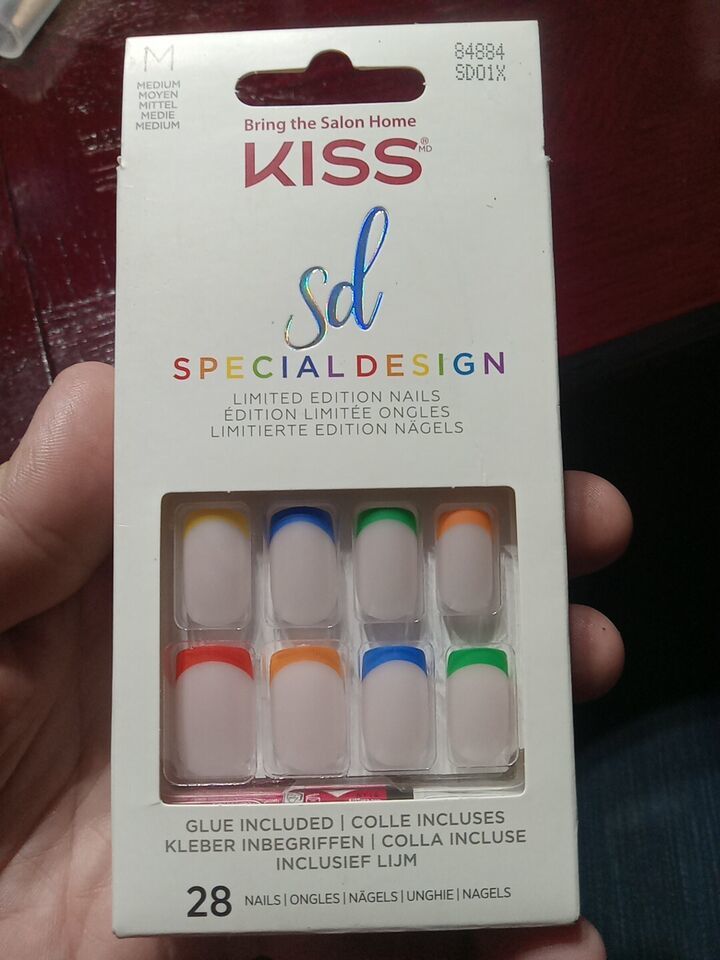 M
MEDIUM
MOYEN
MITTEL
MEDIE
MEDIUM
84884
SD01X
Bring the Salon Home
KISS®MD
sd
SPECIAL DESIGN
LIMITED EDITION NAILS
ÉDITION LIMITÉE ONGLES
LIMITIERTE EDITION NÄGELS
GLUE INCLUDED | COLLE INCLUSES
KLEBER INBEGRIFFEN | COLLA INCLUSE
INCLUSIEF LIJM
28 NAILS | ONGLES | NÄGELS | UNGHIE | NAGELS